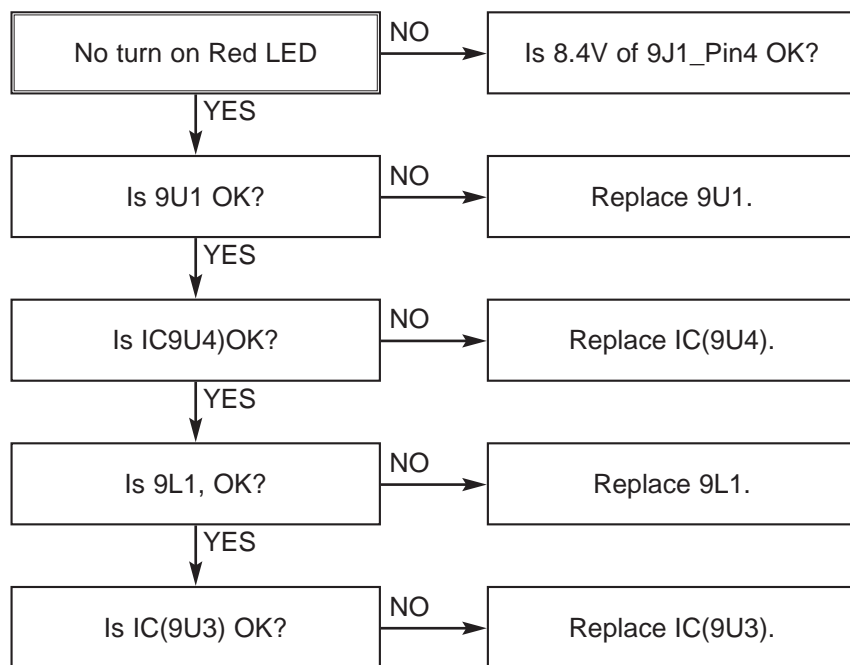 No turn on Red LED
NO
Is 8.4V of 9J1_Pin4 OK?
YES
Is 9U1 OK?
NO
Replace 9U1.
YES
Is IC9U4)OK?
NO
Replace IC(9U4).
YES
Is 9L1, OK?
NO
Replace 9L1.
YES
Is IC(9U3) OK?
NO
Replace IC(9U3).